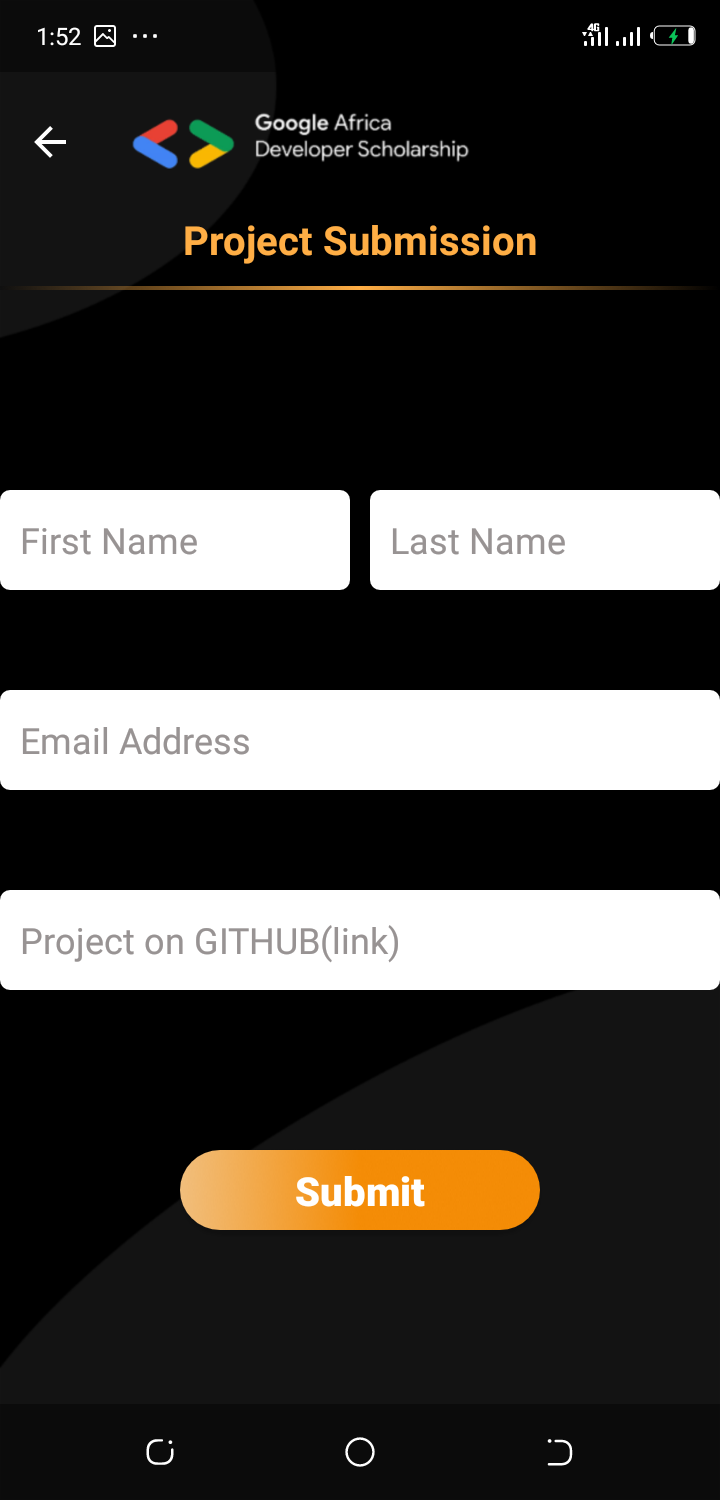 1:52
4G
Google Africa
Developer Scholarship
Project Submission
First Name
Last Name
Email Address
Project on GITHUB(link)
Submit